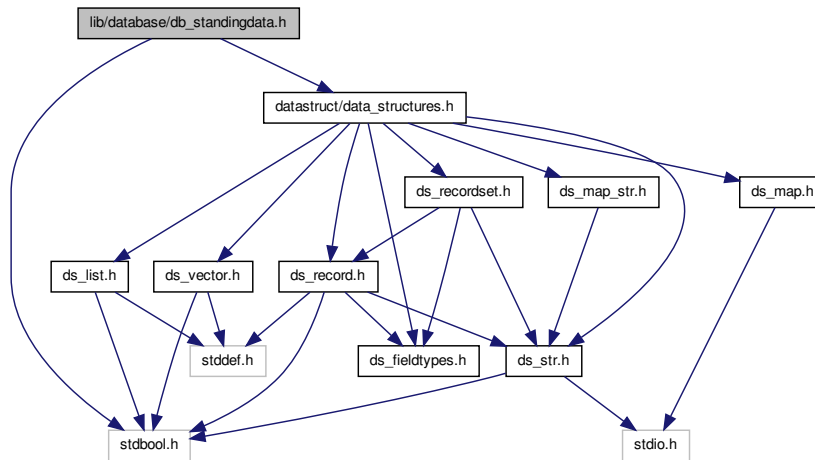 lib/database/db_standingdata.h
datastruct/data_structures.h
ds_recordset.h
ds_map_str.h
ds_map.h
ds_list.h
ds_vector.h
ds_record.h
stddef.h
ds_fieldtypes.h
ds_str.h
stdbool.h
stdio.h